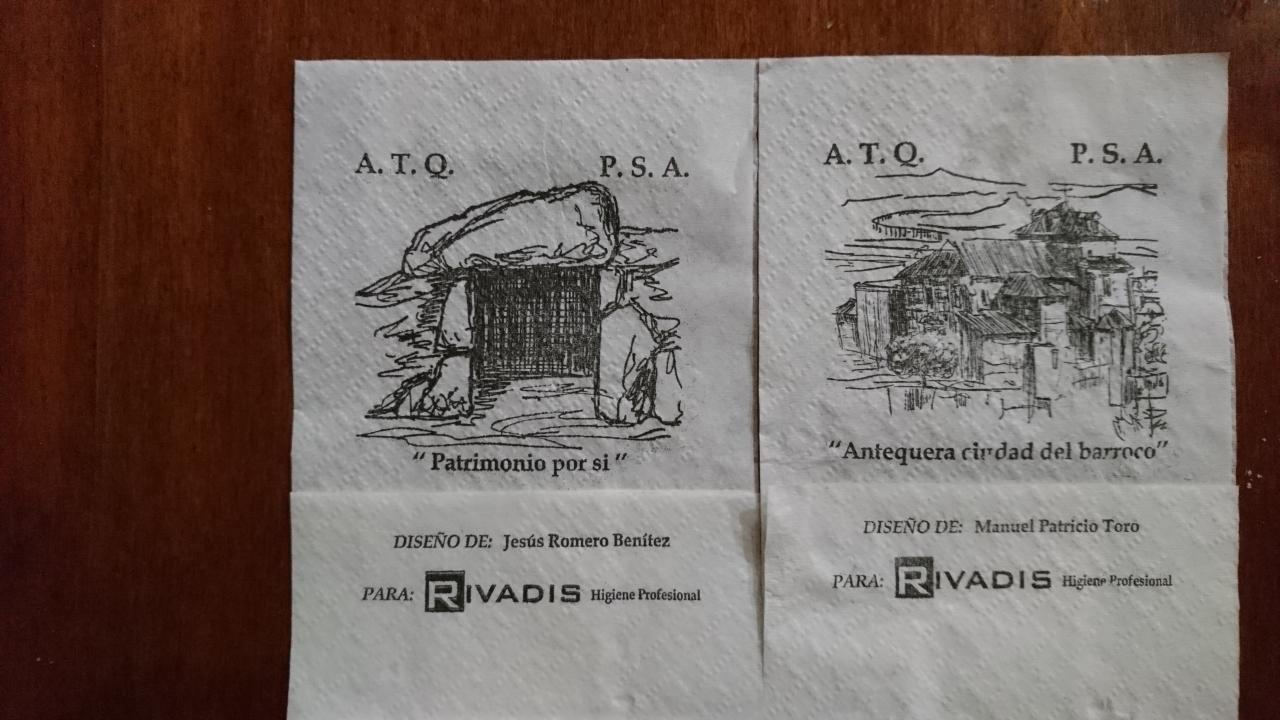 A. T. Q. P. S. A.
" Patrimonio por si "
DISEÑO DE: Jesús Romero Benítez
PARA: RIVADIS Higiene Profesional
A. T. Q. P. S. A.
"Antequera ciudad del barroco"
DISEÑO DE: Manuel Patricio Toro
PARA: RIVADIS Higiene Profesional